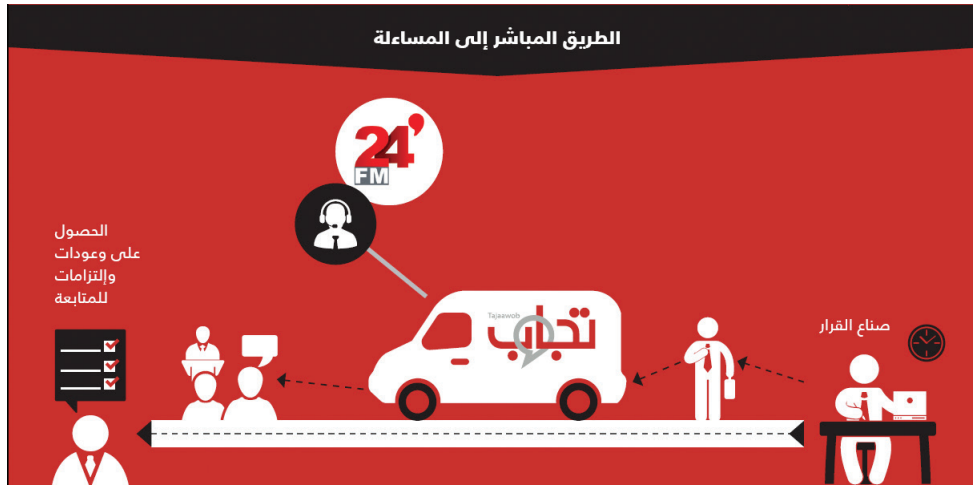 الطريق المباشر إلى المساءلة
24'
FM
الحصول
على وعودات
وإلتزامات
للمتابعة
Tajaawob
تجاوب
صناع القرار